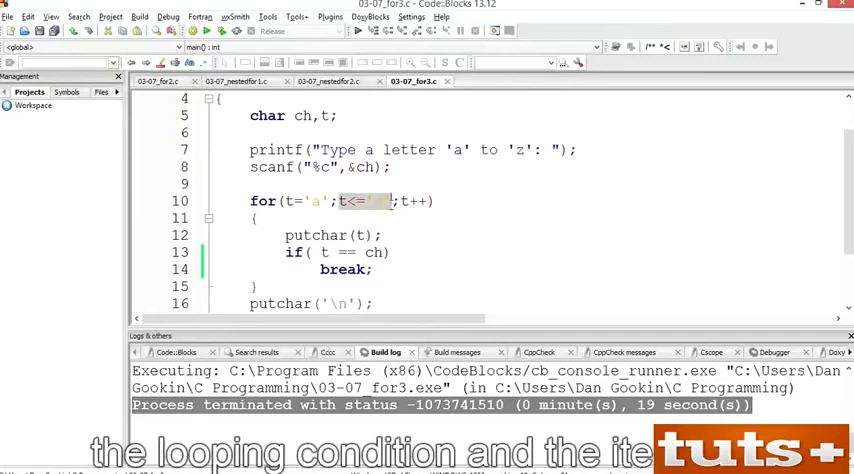 03-07_for3.c - Code::Blocks 13.12
File Edit View Search Project Build Debug Fortran wxSmith Tools Tools+ Plugins DoxyBlocks Settings Help
Release
<global> main() : int
Management
03-07_for2.c 03-07_nestedfor1.c 03-07_nestedfor2.c 03-07_for3.c
Projects Symbols Files
Workspace
4 {
5 char ch,t;
6
7 printf("Type a letter 'a' to 'z': ");
8 scanf("%c",&ch);
9
10 for(t='a';t<='z';t++)
11 {
12 putchar(t);
13 if( t == ch)
14 break;
15 }
16 putchar('\n');
Logs & others
Code::Blocks Search results Cccc Build log Build messages CppCheck CppCheck messages Cscope Debugger Doxy
Executing: C:\Program Files (x86)\CodeBlocks/cb_console_runner.exe "C:\Users\Dan
Gookin\C Programming\03-07_for3.exe" (in C:\Users\Dan Gookin\C Programming)
Process terminated with status -1073741510 (0 minute(s), 19 second(s))
the looping condition and the ite
tuts+